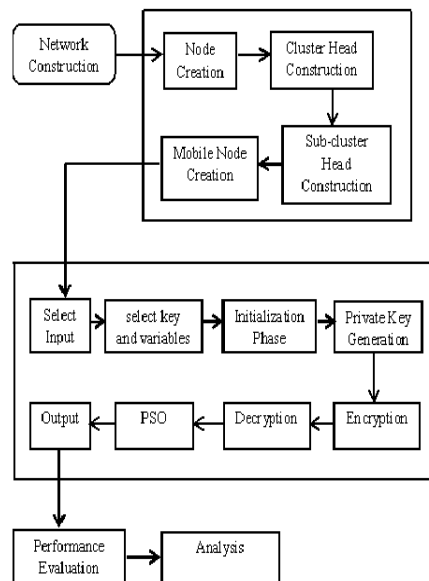 Network
Construction
Node
Creation
Cluster Head
Construction
Mobile Node
Creation
Sub-cluster
Head
Construction
Select
Input
select key
and variables
Initialization
Phase
Private Key
Generation
Output
PSO
Decryption
Encryption
Performance
Evaluation
Analysis